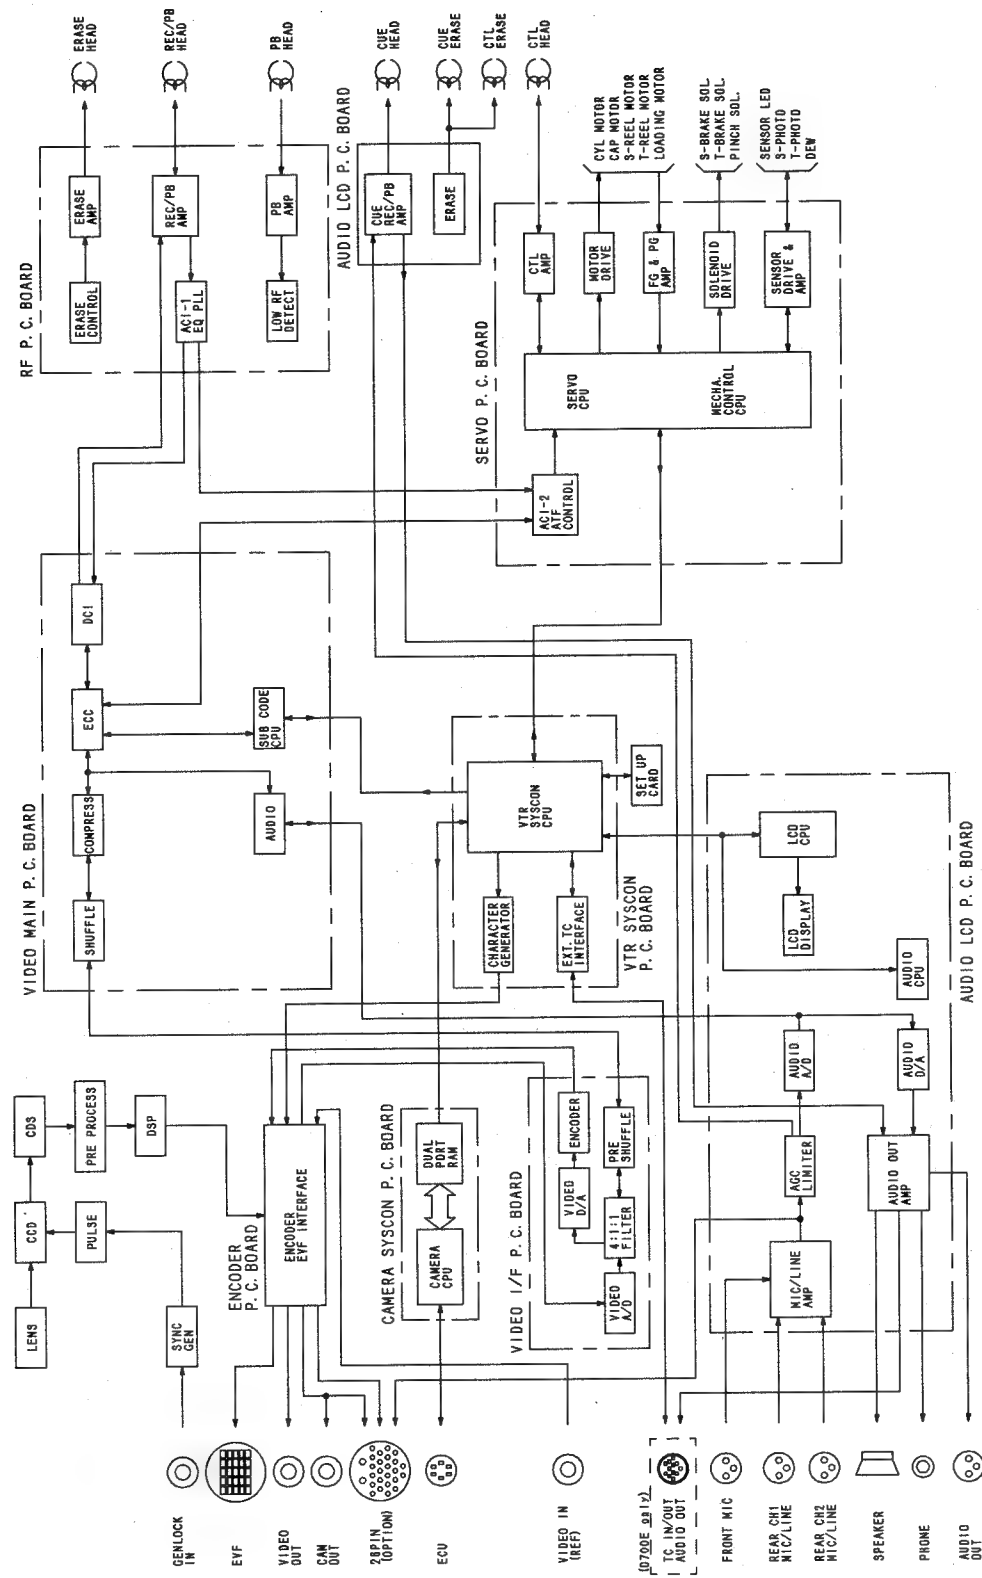 GENLOCK
IN
EVF
VIDEO
OUT
CAM
OUT
26PIN
(OPTION)
ECU
VIDEO IN
(REF)
(D700E only)
TC IN/OUT
AUDIO OUT
FRONT MIC
REAR CH1
MIC/LINE
REAR CH2
MIC/LINE
SPEAKER
PHONE
AUDIO
OUT
LENS
CCD
CDS
SYNC
GEN
PULSE
PRE PROCESS
DSP
ENCODER
P. C. BOARD
ENCODER
EVF INTERFACE
CAMERA SYSCON P. C. BOARD
CAMERA
CPU
DUAL
PORT
RAM
VIDEO I/F P. C. BOARD
VIDEO
A/D
4:1:1
FILTER
VIDEO
D/A
ENCODER
PRE
SHUFFLE
MIC/LINE
AMP
AGC
LIMITER
AUDIO
A/D
AUDIO OUT
AMP
AUDIO
D/A
AUDIO
CPU
LCD
DISPLAY
LCD
CPU
AUDIO LCD P. C. BOARD
VIDEO MAIN P. C. BOARD
SHUFFLE
COMPRESS
ECC
DCI
AUDIO
SUB CODE
CPU
CHARACTER
GENERATOR
EXT. TC
INTERFACE
VTR
SYSCON
CPU
SET UP
CARD
VTR SYSCON
P. C. BOARD
SERVO P. C. BOARD
ACI-2
ATF
CONTROL
SERVO
CPU
MECHA.
CONTROL
CPU
CTL
AMP
MOTOR
DRIVE
FG & PG
AMP
SOLENOID
DRIVE
SENSOR
DRIVE &
AMP
RF P. C. BOARD
ERASE
CONTROL
ERASE
AMP
ACI-1
EQ PLL
REC/PB
AMP
LOW RF
DETECT
PB
AMP
AUDIO LCD P. C. BOARD
CUE
REC/PB
AMP
ERASE
ERASE
HEAD
REC/PB
HEAD
PB
HEAD
CUE
HEAD
CUE
ERASE
CTL
ERASE
CTL
HEAD
CYL MOTOR
CAP MOTOR
S-REEL MOTOR
T-REEL MOTOR
LOADING MOTOR
S-BRAKE SOL.
T-BRAKE SOL.
PINCH SOL.
SENSOR LED
S-PHOTO
T-PHOTO
DEW